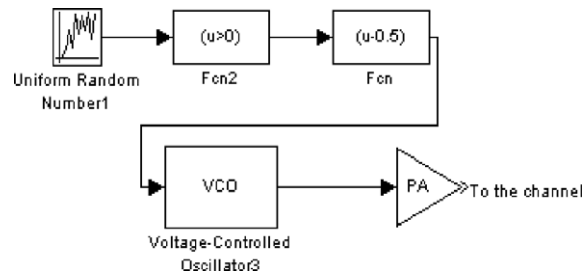 (u>0)
(u-0.5)
Uniform Random
Number1
Fcn2
Fcn
VCO
PA
To the channel
Voltage-Controlled
Oscillator3